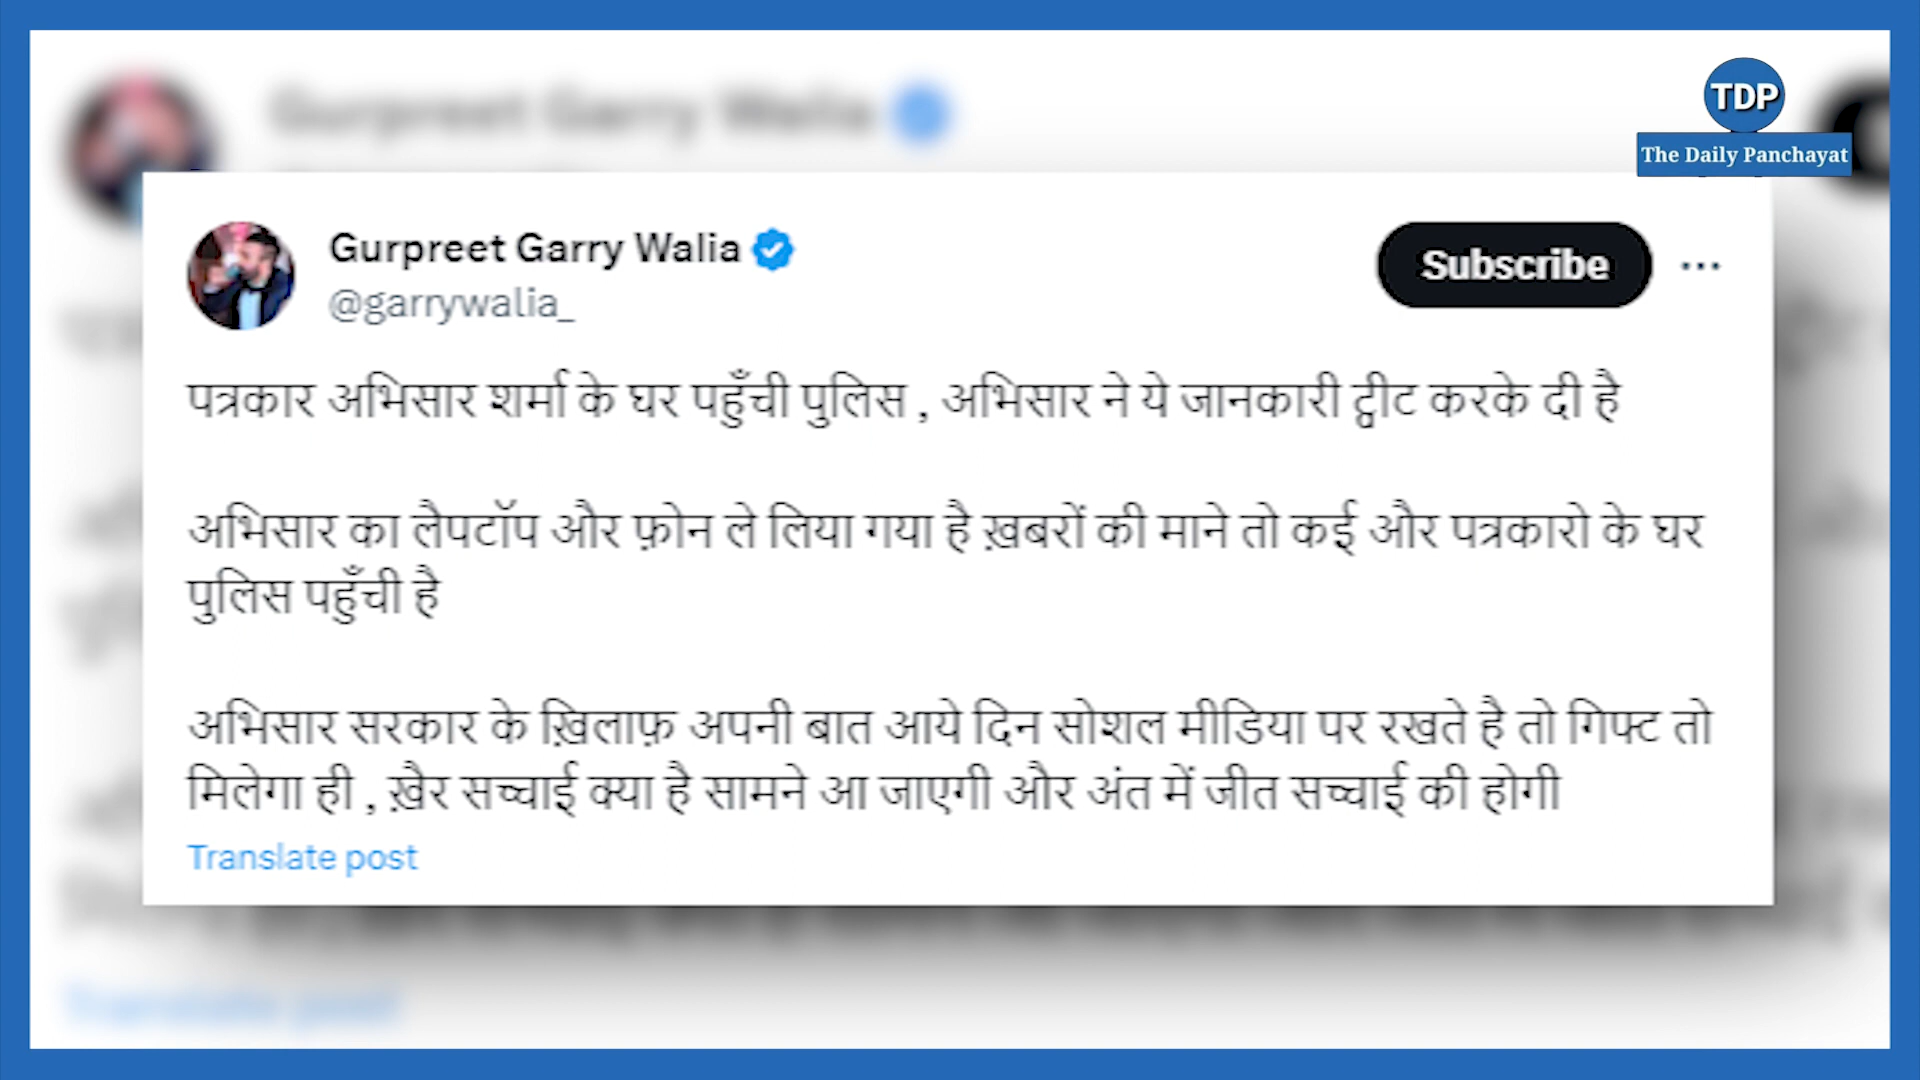 TDP
The Daily Panchayat
Gurpreet Garry Walia
Subscribe
@garrywalia_
पत्रकार अभिसार शर्मा के घर पहुँची पुलिस , अभिसार ने ये जानकारी ट्वीट करके दी है
अभिसार का लैपटॉप और फ़ोन ले लिया गया है ख़बरों की माने तो कई और पत्रकारो के घर
पुलिस पहुँची है
अभिसार सरकार के ख़िलाफ़ अपनी बात आये दिन सोशल मीडिया पर रखते है तो गिफ्ट तो
मिलेगा ही , ख़ैर सच्चाई क्या है सामने आ जाएगी और अंत में जीत सच्चाई की होगी
Translate post